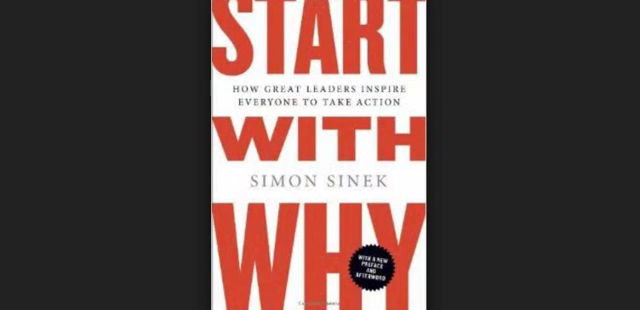 START
HOW GREAT LEADERS INSPIRE
EVERYONE TO TAKE ACTION
WITH
SIMON SINEK
WHY
WITH A NEW
PREFACE
AND
AFTERWORD